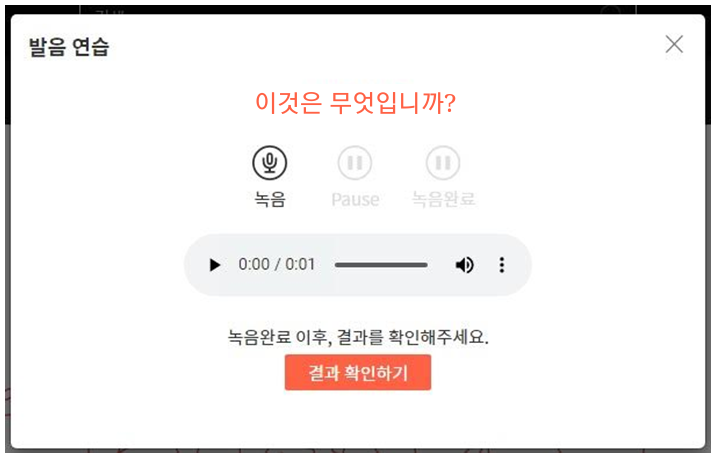 발음 연습
이것은 무엇입니까?
녹음 Pause 녹음완료
0:00 / 0:01
녹음완료 이후, 결과를 확인해주세요.
결과 확인하기